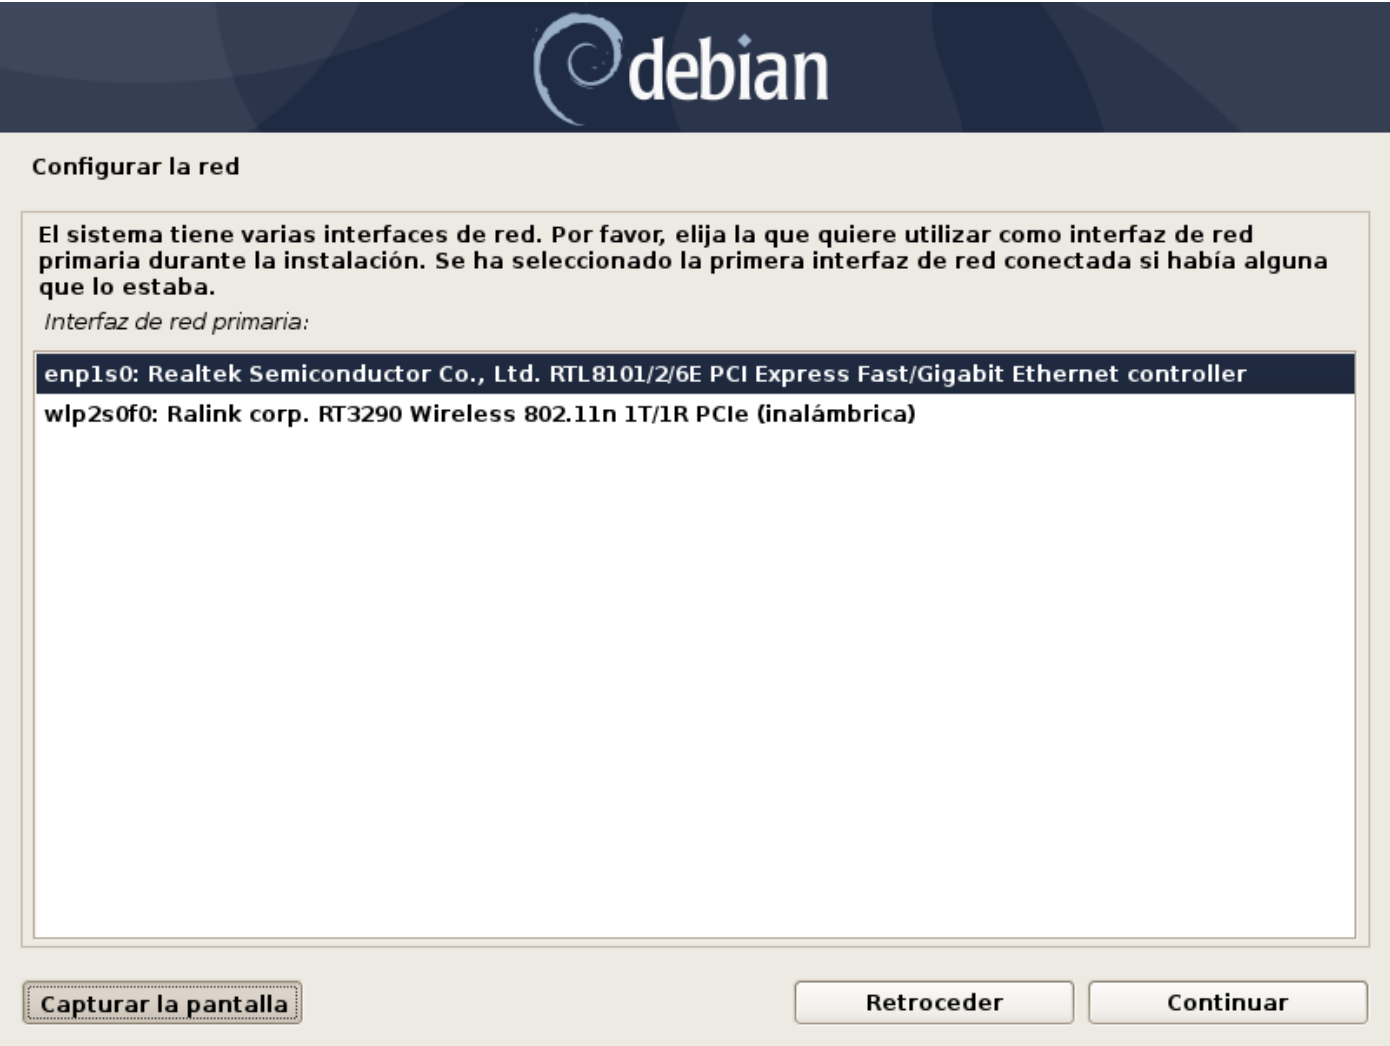 debian
Configurar la red
El sistema tiene varias interfaces de red. Por favor, elija la que quiere utilizar como interfaz de red
primaria durante la instalación. Se ha seleccionado la primera interfaz de red conectada si había alguna
que lo estaba.
Interfaz de red primaria:
enp1s0: Realtek Semiconductor Co., Ltd. RTL8101/2/6E PCI Express Fast/Gigabit Ethernet controller
wlp2s0f0: Ralink corp. RT3290 Wireless 802.11n 1T/1R PCIe (inalámbrica)
Capturar la pantalla
Retroceder
Continuar